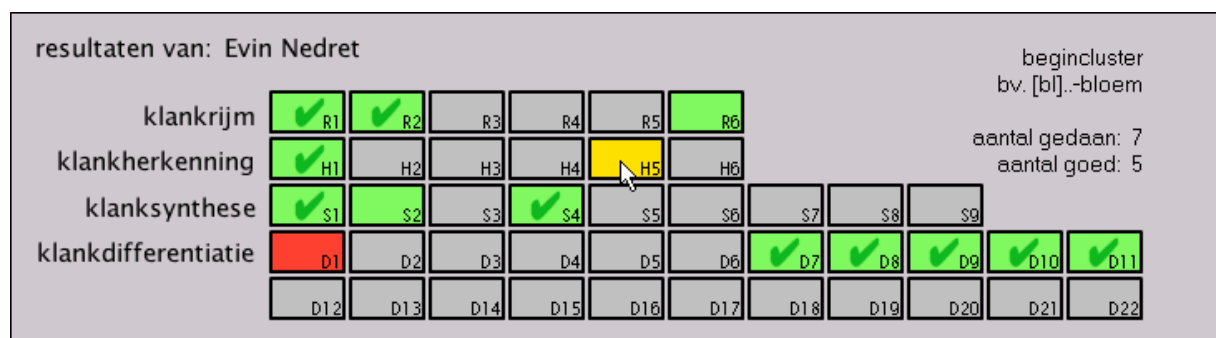 resultaten van: Evin Nedret
begincluster
bv. [bl]..-bloem
klankrijm R1 R2 R3 R4 R5 R6
aantal gedaan: 7
klankherkenning H1 H2 H3 H4 H5 H6
aantal goed: 5
klanksynthese S1 S2 S3 S4 S5 S6 S7 S8 S9
klankdifferentiatie D1 D2 D3 D4 D5 D6 D7 D8 D9 D10 D11
D12 D13 D14 D15 D16 D17 D18 D19 D20 D21 D22